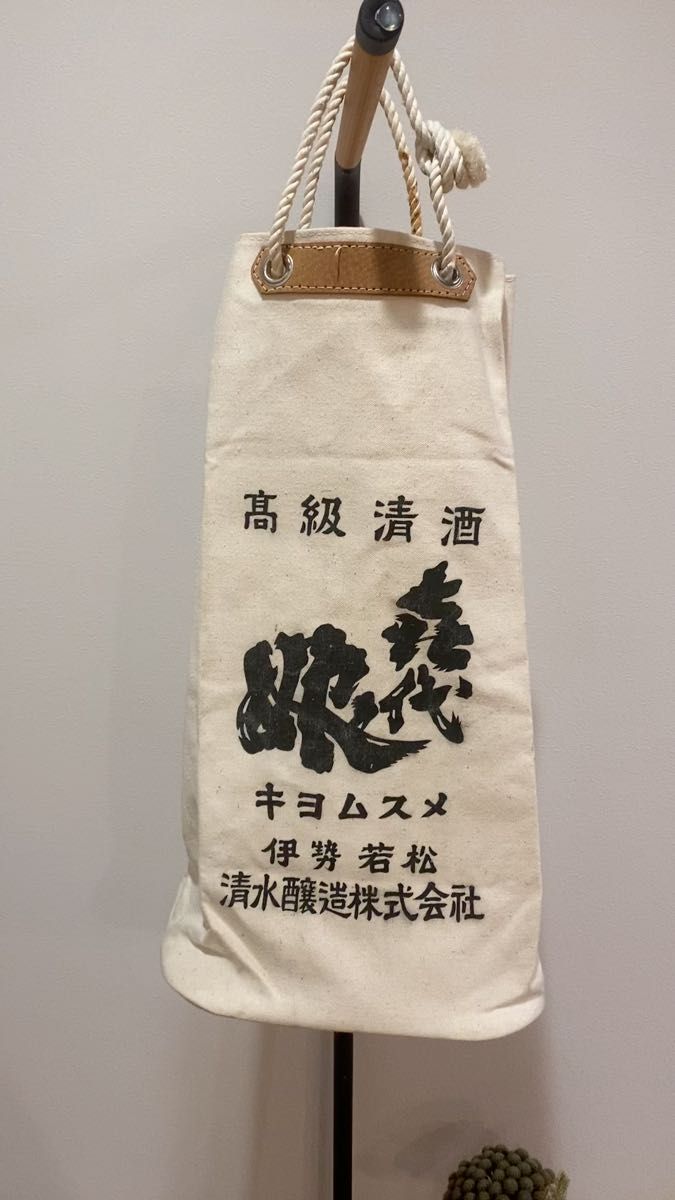 髙級清酒
喜代娘
キヨムスメ
伊勢若松
清水醸造株式会社